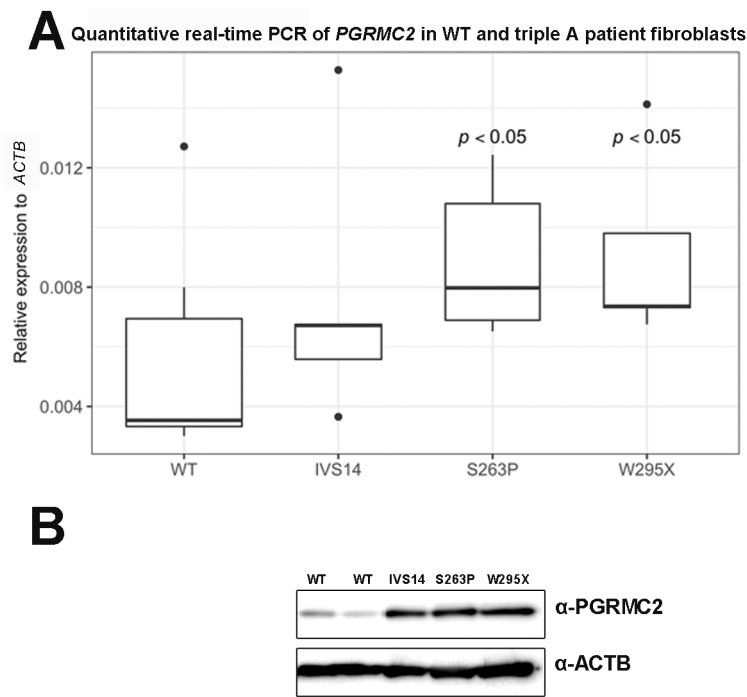 A Quantitative real-time PCR of PGRMC2 in WT and triple A patient fibroblasts
Relative expression to ACTB
0.012
0.008
0.004
p < 0.05 p < 0.05
WT IVS14 S263P W295X
B
WT WT IVS14 S263P W295X
α-PGRMC2
α-ACTB